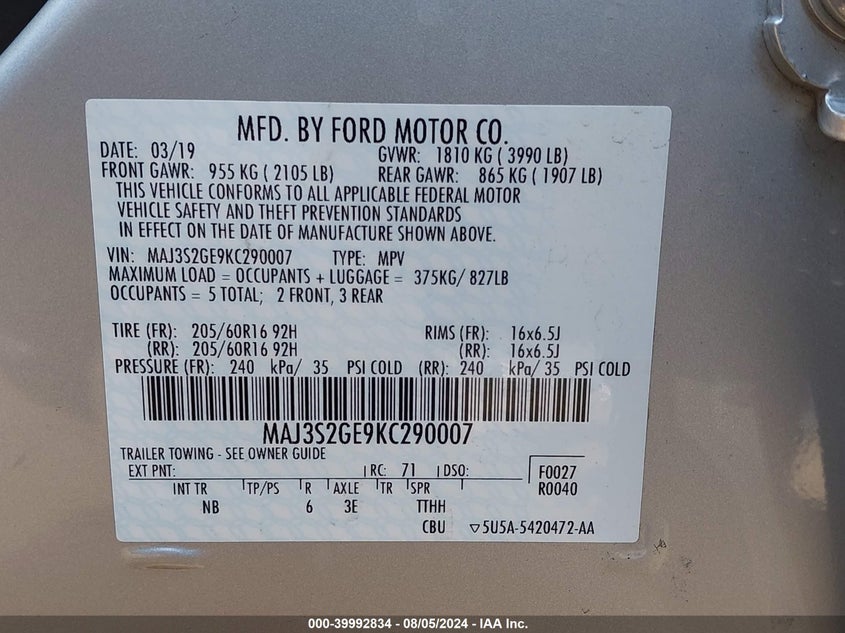 MFD. BY FORD MOTOR CO.
DATE: 03/19 GVWR: 1810 KG ( 3990 LB)
FRONT GAWR: 955 KG ( 2105 LB) REAR GAWR: 865 KG ( 1907 LB)
THIS VEHICLE CONFORMS TO ALL APPLICABLE FEDERAL MOTOR
VEHICLE SAFETY AND THEFT PREVENTION STANDARDS
IN EFFECT ON THE DATE OF MANUFACTURE SHOWN ABOVE.
VIN: MAJ3S2GE9KC290007 TYPE: MPV
MAXIMUM LOAD = OCCUPANTS + LUGGAGE = 375KG/ 827LB
OCCUPANTS = 5 TOTAL; 2 FRONT, 3 REAR
TIRE (FR): 205/60R16 92H RIMS (FR): 16x6.5J
(RR): 205/60R16 92H (RR): 16x6.5J
PRESSURE (FR): 240 kPa/ 35 PSI COLD (RR): 240 kPa/ 35 PSI COLD
MAJ3S2GE9KC290007
TRAILER TOWING - SEE OWNER GUIDE
EXT PNT: RC: 71 DSO: F0027
R0040
INT TR TP/PS R AXLE TR SPR
NB 6 3E TTHH
CBU ▽5U5A-5420472-AA
000-39992834 - 08/05/2024 - IAA Inc.